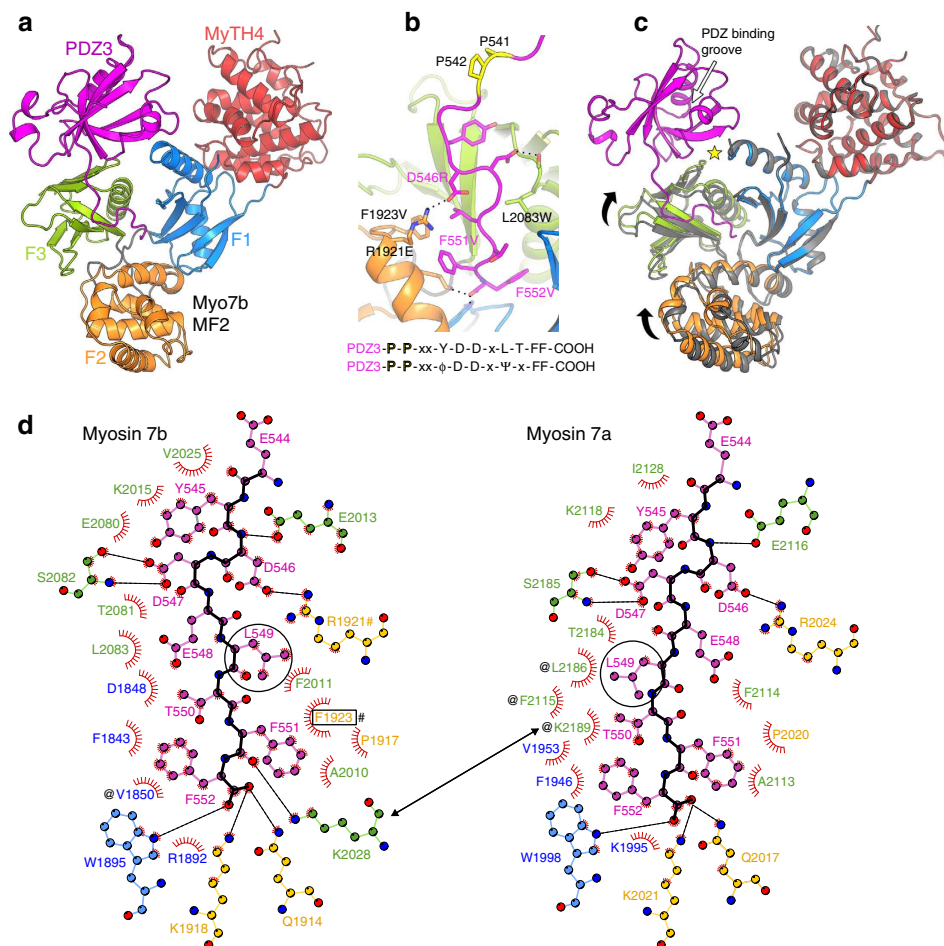 a
PDZ3
MyTH4
F3
F1
Myo7b
MF2
F2
b
P541
P542
D546R
F1923V
L2083W
R1921E
F551V
F552V
PDZ3-P-P-xx-Y-D-D-x-L-T-FF-COOH
PDZ3-P-P-xx-ϕ-D-D-x-Ψ-x-FF-COOH
c
PDZ binding
groove
d
Myosin 7b
E544
V2025
K2015
Y545
E2080
E2013
S2082
D546
D547
T2081
R1921#
L549
L2083
E548
F2011
D1848
T550
F1923 #
F551
P1917
F1843
A2010
@V1850
F552
K2028
W1895
R1892
K1918
Q1914
Myosin 7a
E544
I2128
K2118
Y545
E2116
S2185
D547
D546
T2184
R2024
@L2186
L549
E548
@F2115
F2114
@K2189
T550
V1953
F551
P2020
F1946
A2113
F552
W1998
K1995
Q2017
K2021